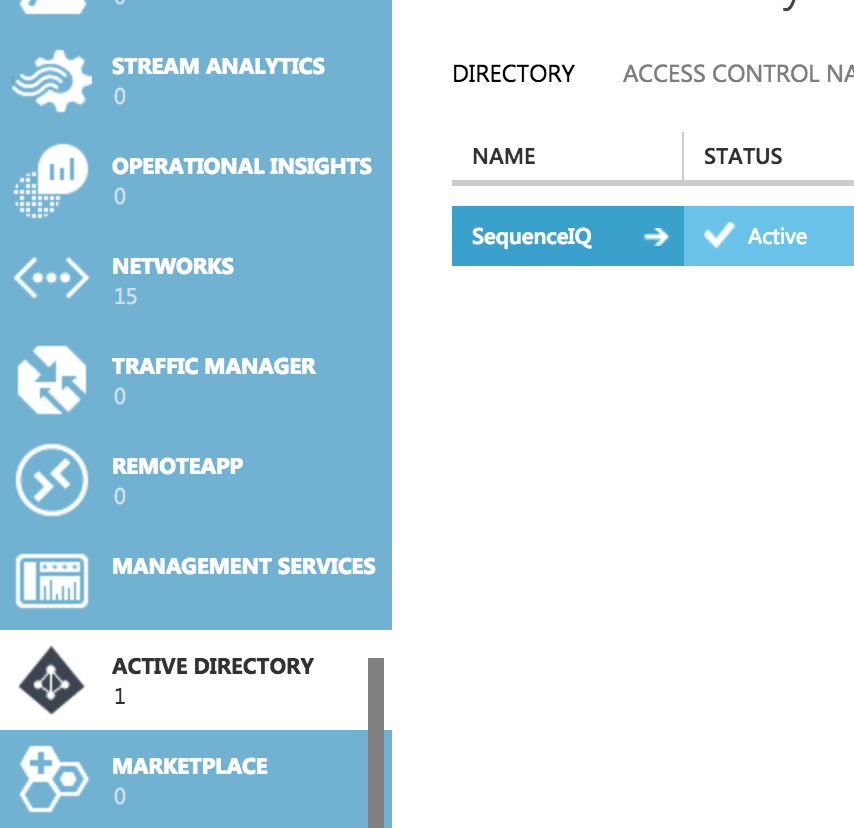 0
STREAM ANALYTICS
0
OPERATIONAL INSIGHTS
0
NETWORKS
15
TRAFFIC MANAGER
0
REMOTEAPP
0
MANAGEMENT SERVICES
ACTIVE DIRECTORY
1
MARKETPLACE
0
DIRECTORY ACCESS CONTROL NA
NAME STATUS
SequenceIQ Active